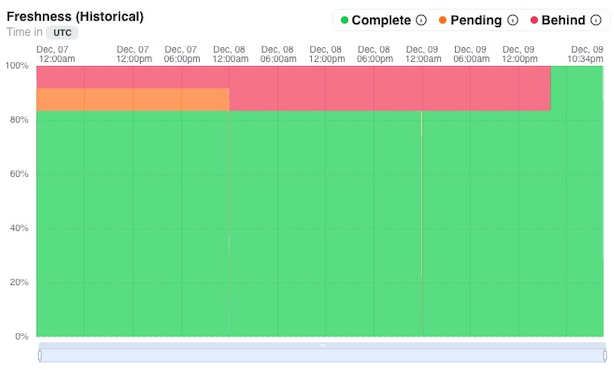 Freshness (Historical)
Time in UTC
Complete Pending Behind
Dec, 07 Dec, 07 Dec, 07 Dec, 08 Dec, 08 Dec, 08 Dec, 08 Dec, 09 Dec, 09 Dec, 09 Dec, 09
12:00am 12:00pm 06:00pm 12:00am 06:00am 12:00pm 06:00pm 12:00am 06:00am 12:00pm 10:34pm
100%
80%
60%
40%
20%
0%